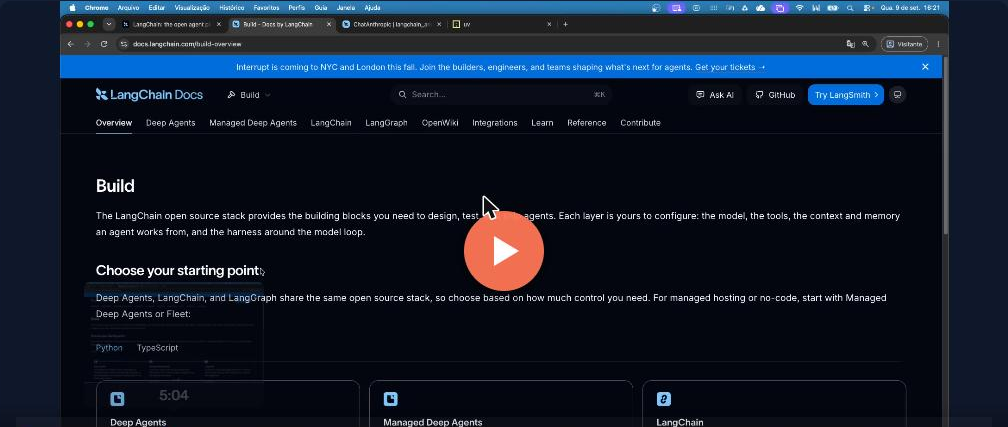 Chrome Arquivo Editar Visualização Histórico Favoritos Perfis Guia Janela Ajuda Qua. 9 de set. 16:21
LangChain: the open agent p Build - Docs by LangChain ChatAnthropic | langchain_an uv
docs.langchain.com/build-overview Visitante
Interrupt is coming to NYC and London this fall. Join the builders, engineers, and teams shaping what's next for agents. Get your tickets →
LangChain Docs Build Search... ⌘K Ask AI GitHub Try LangSmith
Overview Deep Agents Managed Deep Agents LangChain LangGraph OpenWiki Integrations Learn Reference Contribute
Build
The LangChain open source stack provides the building blocks you need to design, test agents. Each layer is yours to configure: the model, the tools, the context and memory
an agent works from, and the harness around the model loop.
Choose your starting point
Deep Agents, LangChain, and LangGraph share the same open source stack, so choose based on how much control you need. For managed hosting or no-code, start with Managed
Deep Agents or Fleet:
Python TypeScript
5:04
Deep Agents Managed Deep Agents LangChain